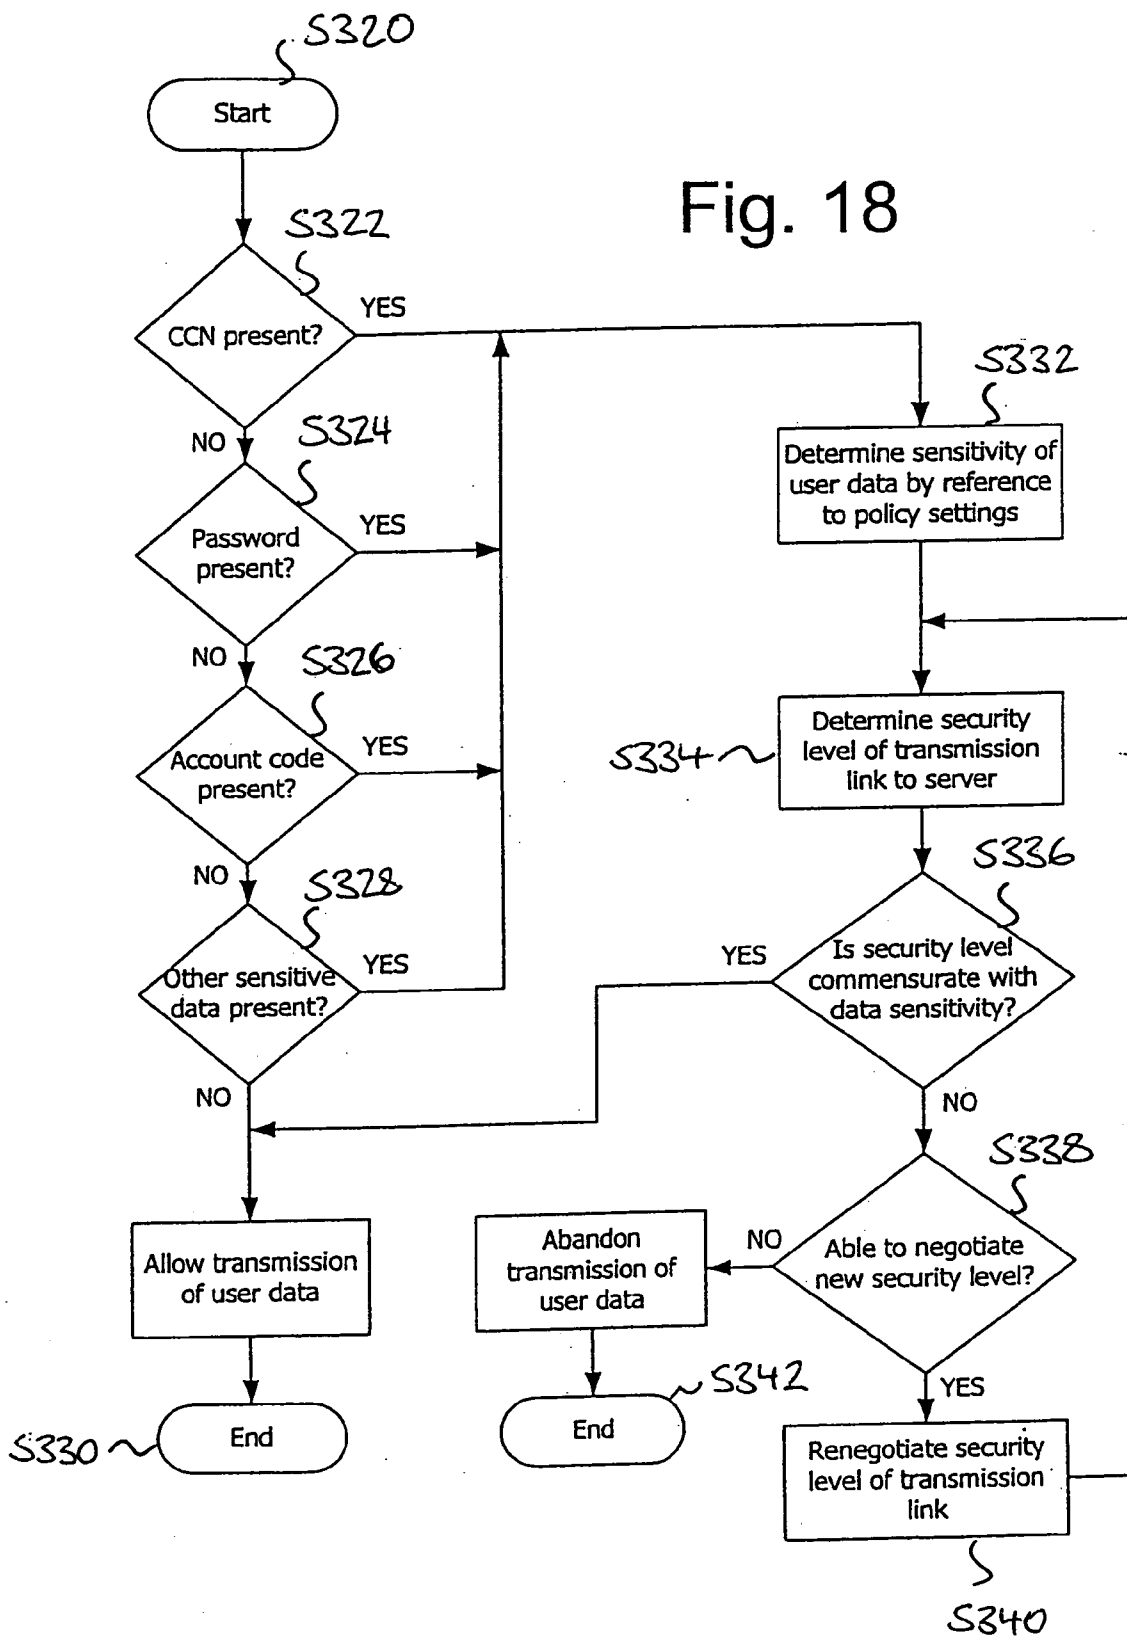 S320
Start
Fig. 18
S322
CCN present?
YES
NO
S324
Password
present?
YES
NO
S326
Account code
present?
YES
NO
S328
Other sensitive
data present?
YES
NO
Allow transmission
of user data
End
S330
S332
Determine sensitivity of
user data by reference
to policy settings
S334
Determine security
level of transmission
link to server
S336
Is security level
commensurate with
data sensitivity?
YES
NO
S338
Able to negotiate
new security level?
NO
Abandon
transmission of
user data
End
S342
YES
Renegotiate security
level of transmission
link
S340